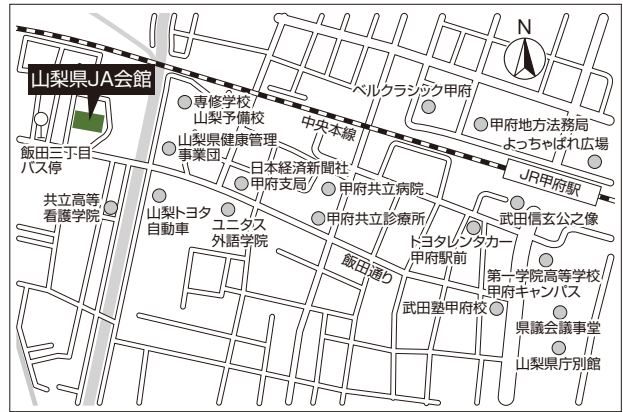 N
山梨県JA会館
専修学校
山梨予備校
ベルクラシック甲府
甲府地方法務局
よっちゃばれ広場
中央本線
JR甲府駅
飯田三丁目
バス停
山梨県健康管理
事業団
日本経済新聞社
甲府支局
甲府共立病院
共立高等
看護学院
山梨トヨタ
自動車
ユニタス
外語学院
甲府共立診療所
武田信玄公之像
トヨタレンタカー
甲府駅前
飯田通り
第一学院高等学校
甲府キャンパス
武田塾甲府校
県議会議事堂
山梨県庁別館